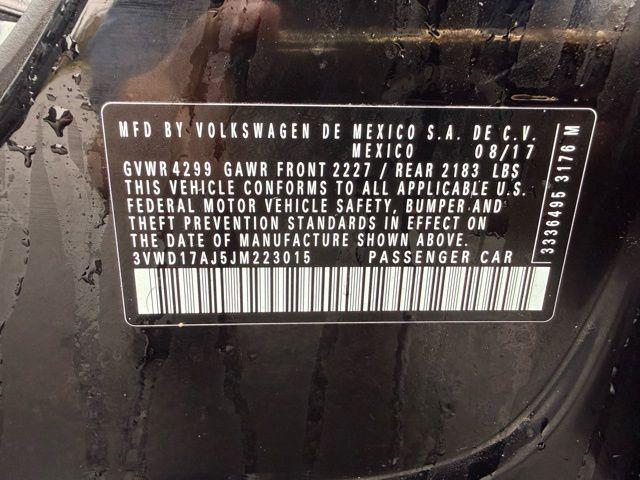 MFD BY VOLKSWAGEN DE MEXICO S.A. DE C.V.
MEXICO 08/17
GVWR 4299 GAWR FRONT 2227 / REAR 2183 LBS
THIS VEHICLE CONFORMS TO ALL APPLICABLE U.S.
FEDERAL MOTOR VEHICLE SAFETY, BUMPER AND
THEFT PREVENTION STANDARDS IN EFFECT ON
THE DATE OF MANUFACTURE SHOWN ABOVE.
3VWD17AJ5JM223015 PASSENGER CAR
3336495 3176 M